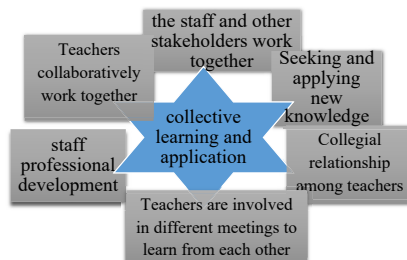 the staff and other
stakeholders work
together
Teachers
collaboratively
work together
Seeking and
applying
new
knowledge
collective
learning and
application
staff
professional
development
Collegial
relationship
among teachers
Teachers are involved
in different meetings to
learn from each other